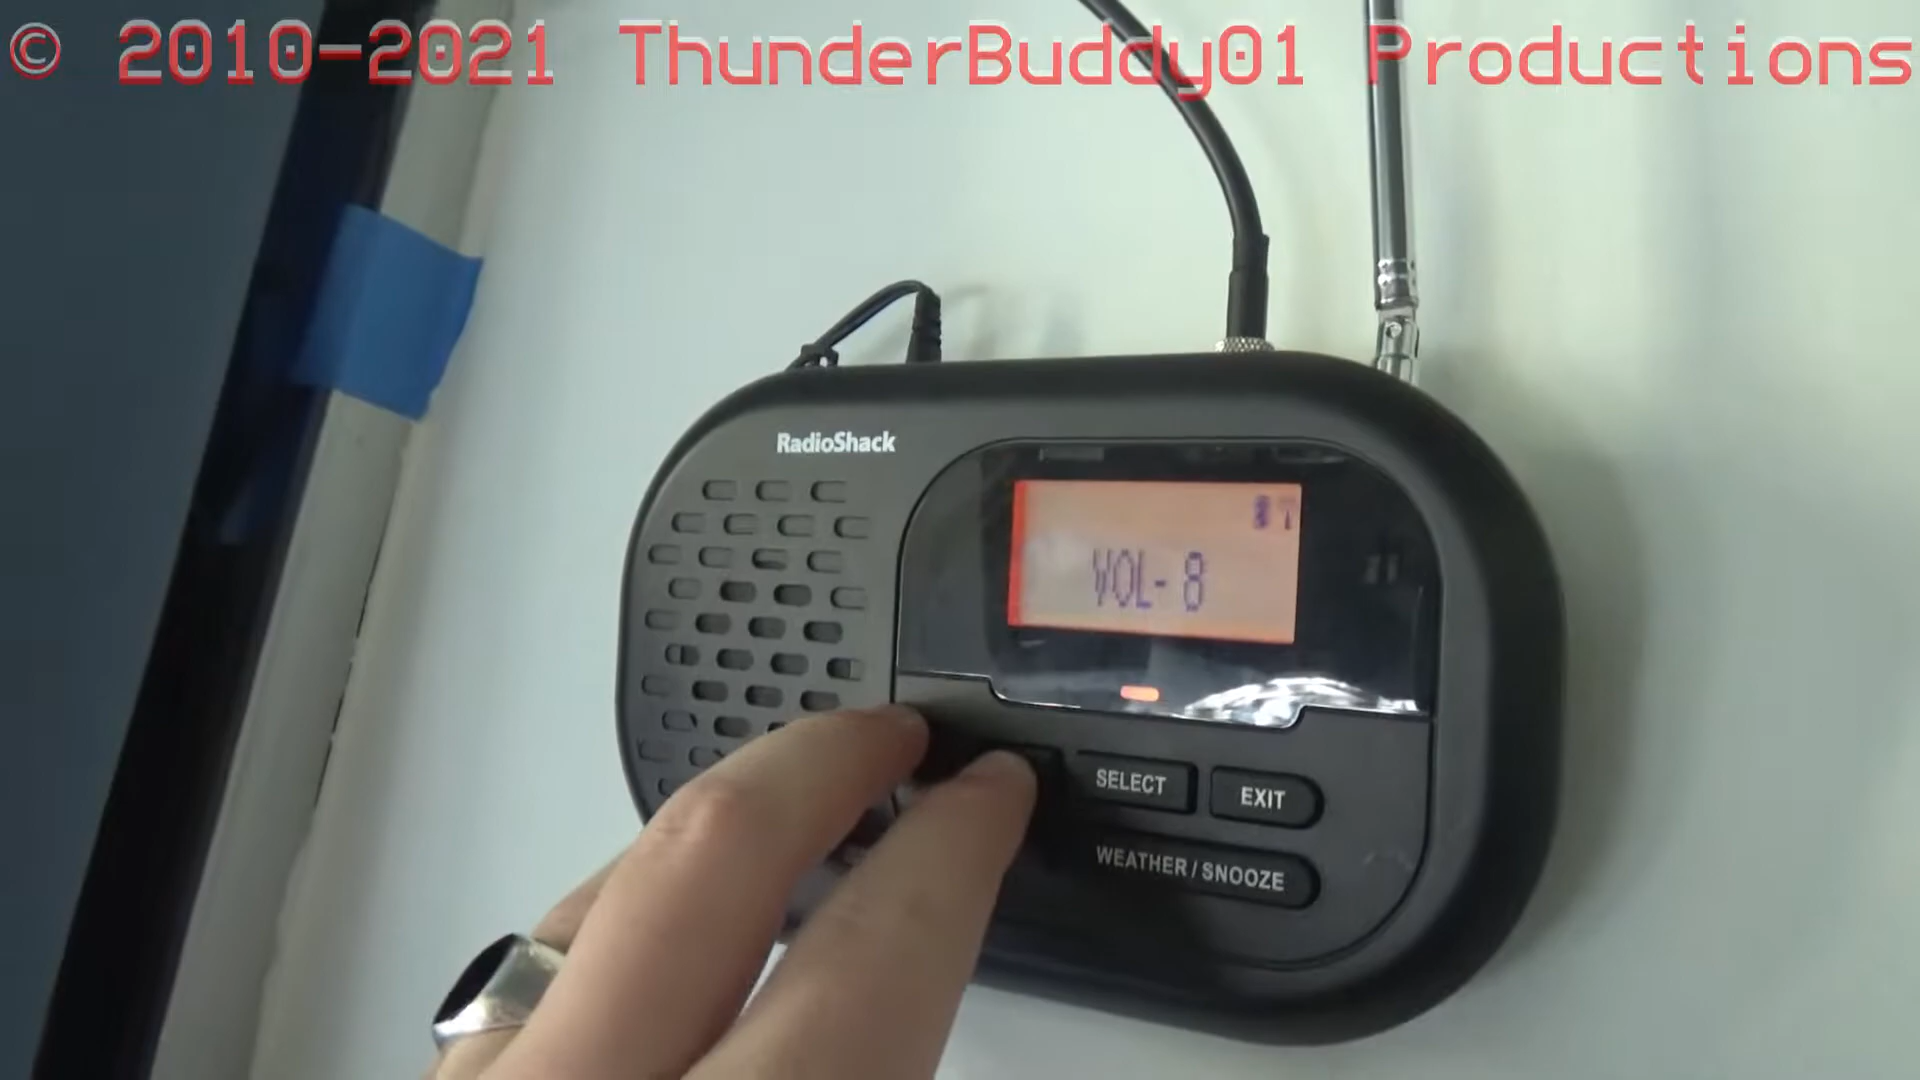 © 2010-2021 ThunderBuddy01 Productions
RadioShack
VOL- 8
SELECT
EXIT
WEATHER / SNOOZE